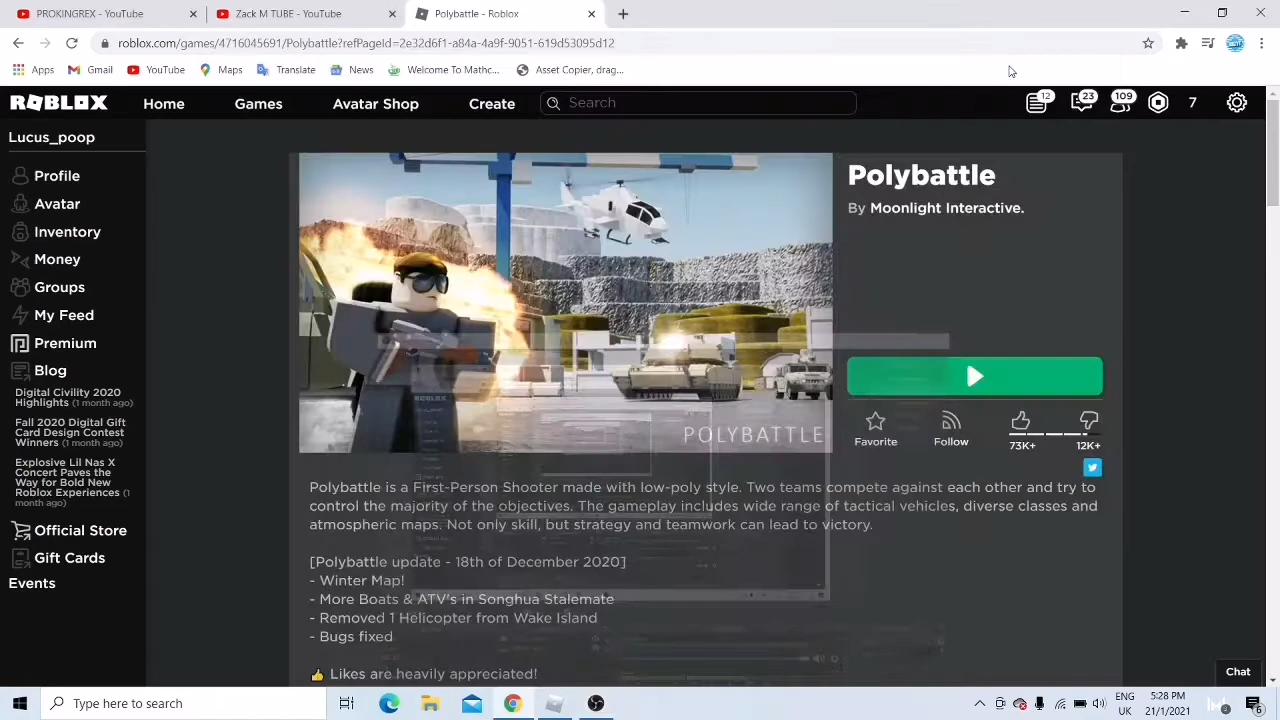 PROKINGREP - YouTube
Zack M TUBE - YouTube
Polybattle - Roblox
roblox.com/games/4716045691/Polybattle?refPageId=2e32d6f1-a84a-4a9f-9051-619d53095d12
Apps
Gmail
YouTube
Maps
Translate
News
Welcome To Mathc...
Asset Copier, drag...
ROBLOX
Home
Games
Avatar Shop
Create
Search
12
23
109
7
Lucus_poop
Profile
Avatar
Inventory
Money
Groups
My Feed
Premium
Blog
Digital Civility 2020
Highlights (1 month ago)
Fall 2020 Digital Gift
Card Design Contest
Winners (1 month ago)
Explosive Lil Nas X
Concert Paves the
Way for Bold New
Roblox Experiences (1
month ago)
Official Store
Gift Cards
Events
POLYBATTLE
Polybattle
By Moonlight Interactive.
Favorite
Follow
73K+
12K+
Polybattle is a First-Person Shooter made with low-poly style. Two teams compete against each other and try to
control the majority of the objectives. The gameplay includes wide range of tactical vehicles, diverse classes and
atmospheric maps. Not only skill, but strategy and teamwork can lead to victory.
[Polybattle update - 18th of December 2020]
- Winter Map!
- More Boats & ATV's in Songhua Stalemate
- Removed 1 Helicopter from Wake Island
- Bugs fixed
👍 Likes are heavily appreciated!
Chat
Type here to search
ENG
UK
5:28 PM
21/1/2021
6